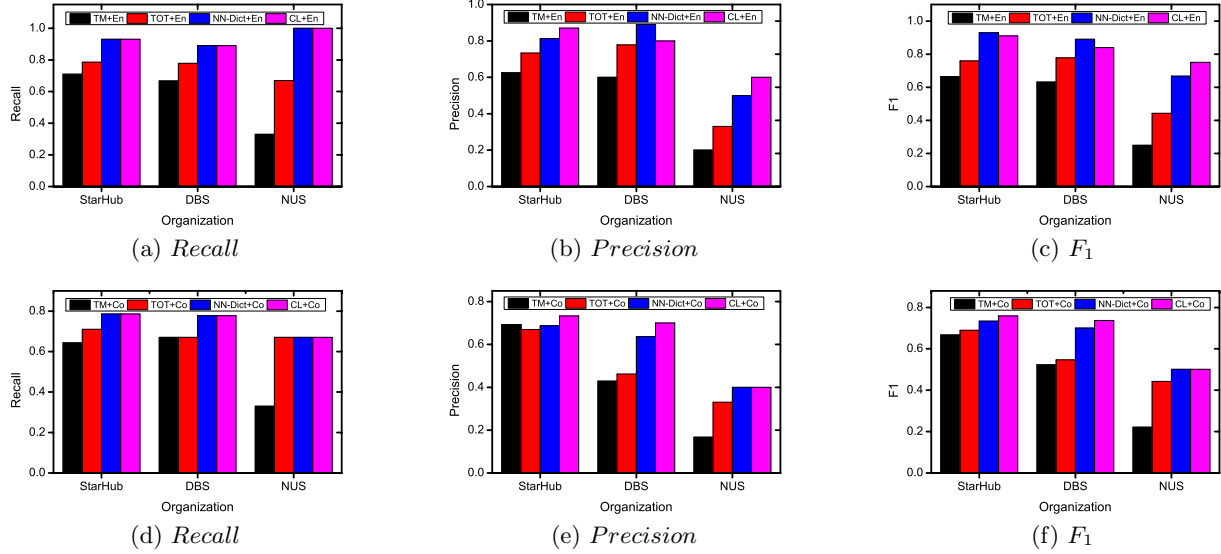 TM+En TOT+En NN-Dict+En CL+En
1.0
0.8
0.6
0.4
0.2
0.0
Recall
StarHub DBS NUS
Organization
(a) Recall
TM+En TOT+En NN-Dict+En CL+En
1.0
0.8
0.6
0.4
0.2
0.0
Precision
StarHub DBS NUS
Organization
(b) Precision
TM+En TOT+En NN-Dict+En CL+En
1.0
0.8
0.6
0.4
0.2
0.0
F1
StarHub DBS NUS
Organization
(c) F1
TM+Co TOT+Co NN-Dict+Co CL+Co
0.8
0.6
0.4
0.2
0.0
Recall
StarHub DBS NUS
Organization
(d) Recall
TM+Co TOT+Co NN-Dict+Co CL+Co
0.8
0.6
0.4
0.2
0.0
Precision
StarHub DBS NUS
Organization
(e) Precision
TM+Co TOT+Co NN-Dict+Co CL+Co
0.8
0.6
0.4
0.2
0.0
F1
StarHub DBS NUS
Organization
(f) F1